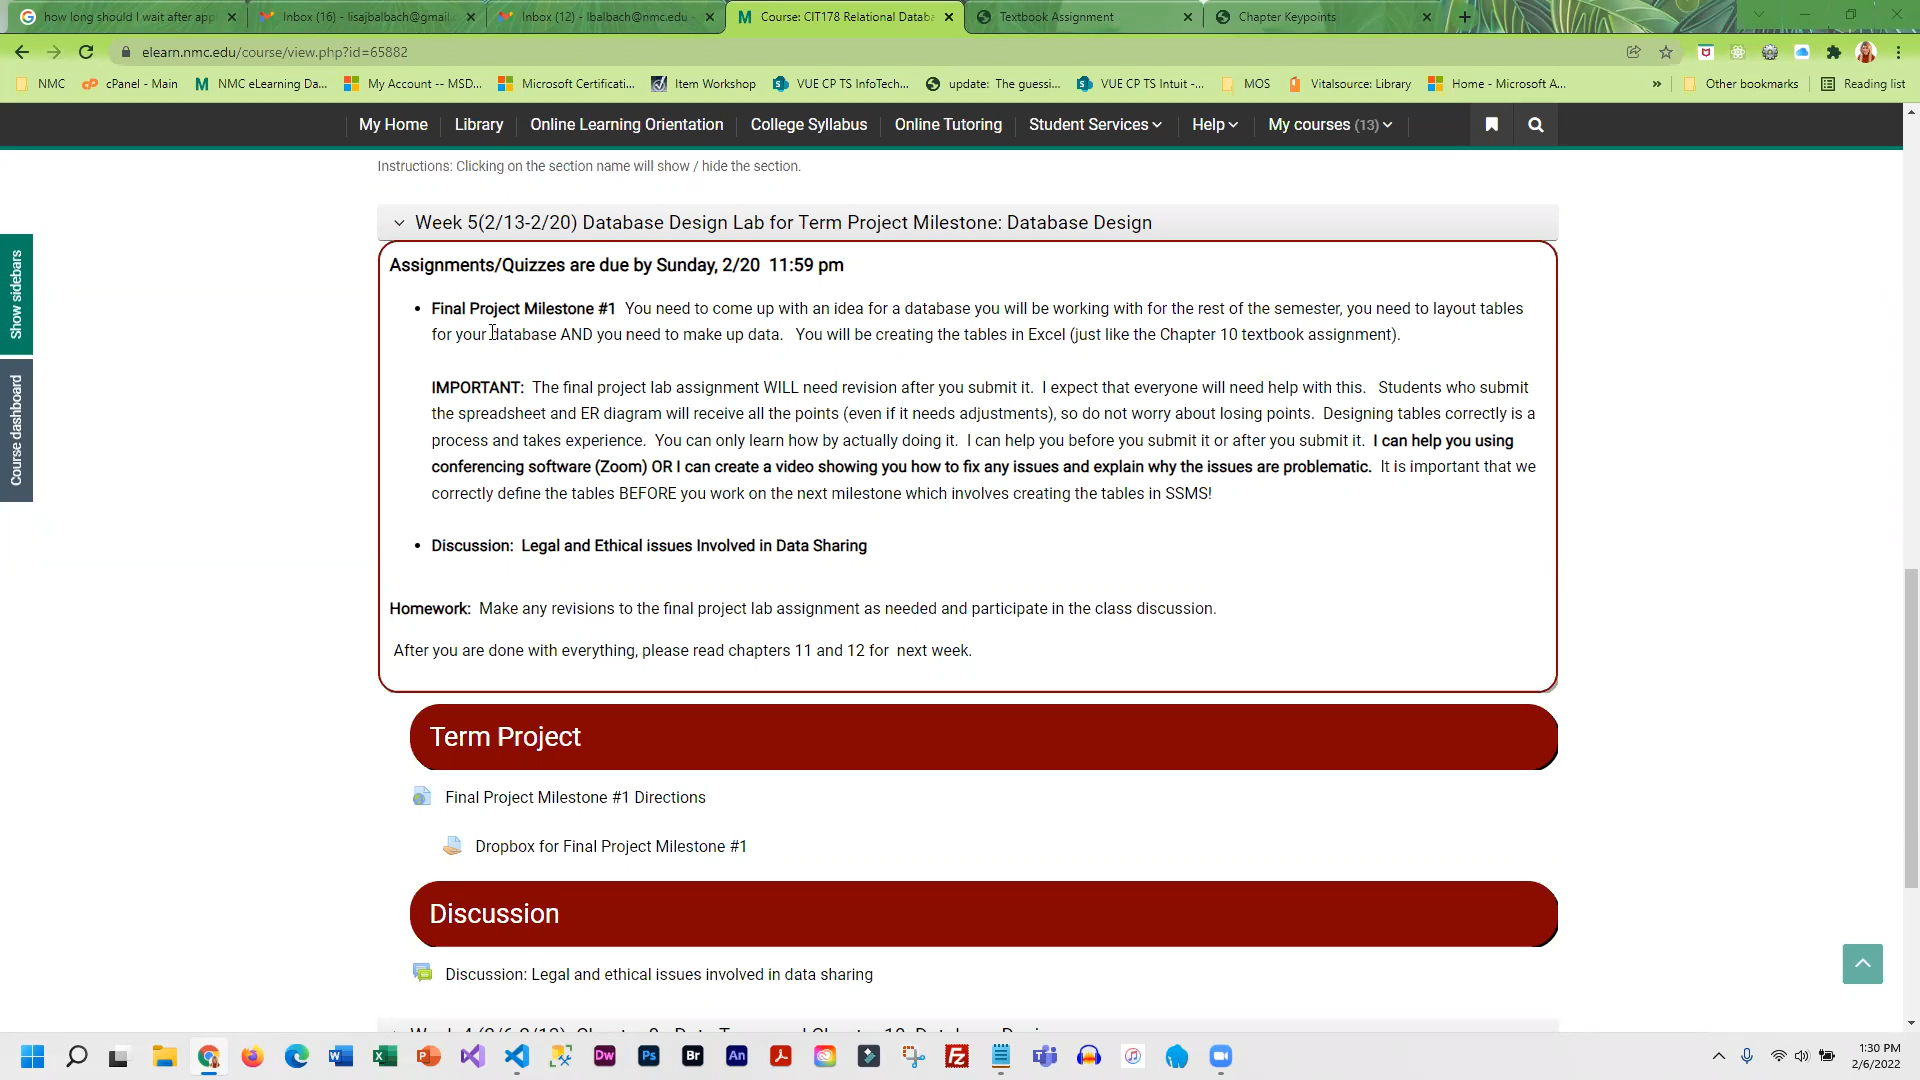 how long should I wait after app
Inbox (16) - lisajbalbach@gmail.
Inbox (12) - lbalbach@nmc.edu -
Course: CIT178 Relational Databa
Textbook Assignment
Chapter Keypoints
elearn.nmc.edu/course/view.php?id=65882
NMC
cPanel - Main
NMC eLearning Da...
My Account -- MSD...
Microsoft Certificati...
Item Workshop
VUE CP TS InfoTech...
update: The guessi...
VUE CP TS Intuit -...
MOS
Vitalsource: Library
Home - Microsoft A...
Other bookmarks
Reading list
My Home
Library
Online Learning Orientation
College Syllabus
Online Tutoring
Student Services
Help
My courses (13)
Instructions: Clicking on the section name will show / hide the section.
Show sidebars
Course dashboard
Week 5(2/13-2/20) Database Design Lab for Term Project Milestone: Database Design
Assignments/Quizzes are due by Sunday, 2/20 11:59 pm
• Final Project Milestone #1 You need to come up with an idea for a database you will be working with for the rest of the semester, you need to layout tables
for your database AND you need to make up data. You will be creating the tables in Excel (just like the Chapter 10 textbook assignment).
IMPORTANT: The final project lab assignment WILL need revision after you submit it. I expect that everyone will need help with this. Students who submit
the spreadsheet and ER diagram will receive all the points (even if it needs adjustments), so do not worry about losing points. Designing tables correctly is a
process and takes experience. You can only learn how by actually doing it. I can help you before you submit it or after you submit it. I can help you using
conferencing software (Zoom) OR I can create a video showing you how to fix any issues and explain why the issues are problematic. It is important that we
correctly define the tables BEFORE you work on the next milestone which involves creating the tables in SSMS!
• Discussion: Legal and Ethical issues Involved in Data Sharing
Homework: Make any revisions to the final project lab assignment as needed and participate in the class discussion.
After you are done with everything, please read chapters 11 and 12 for next week.
Term Project
Final Project Milestone #1 Directions
Dropbox for Final Project Milestone #1
Discussion
Discussion: Legal and ethical issues involved in data sharing
1:30 PM
2/6/2022